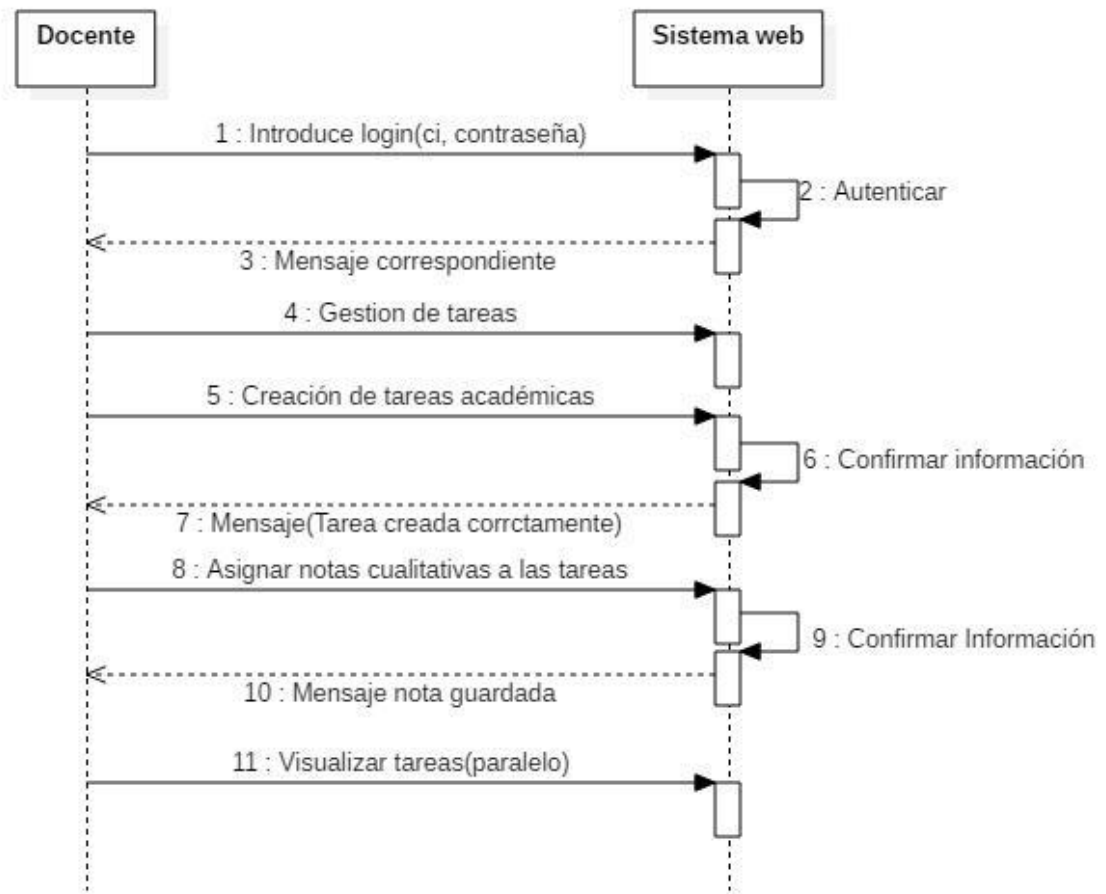 Docente
Sistema web
1 : Introduce login(ci, contraseña)
2 : Autenticar
3 : Mensaje correspondiente
4 : Gestion de tareas
5 : Creación de tareas académicas
6 : Confirmar información
7 : Mensaje(Tarea creada corrctamente)
8 : Asignar notas cualitativas a las tareas
9 : Confirmar Información
10 : Mensaje nota guardada
11 : Visualizar tareas(paralelo)